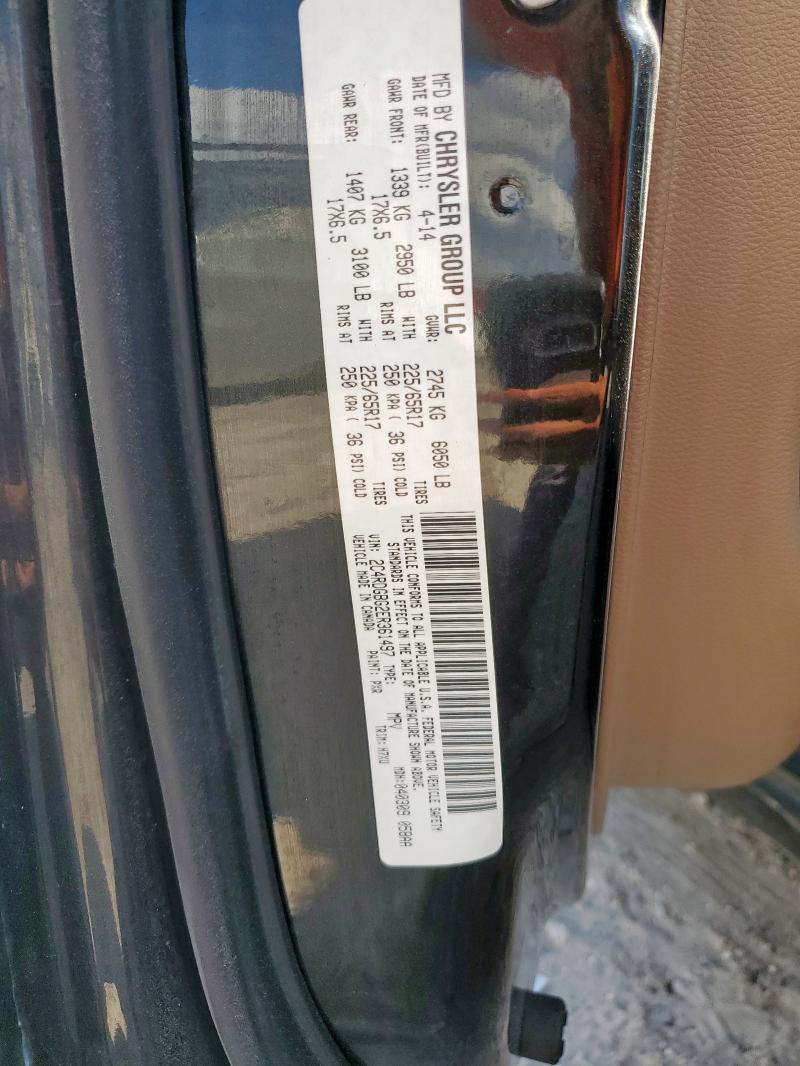 MFD BY CHRYSLER GROUP LLC
DATE OF MFR(BUILT): 4-14 GVWR: 2745 KG 6050 LB
GAWR FRONT: 1339 KG 2950 LB WITH 225/65R17 TIRES
17X6.5 RIMS AT 250 KPA ( 36 PSI) COLD
GAWR REAR: 1407 KG 3100 LB WITH 225/65R17 TIRES
17X6.5 RIMS AT 250 KPA ( 36 PSI) COLD
THIS VEHICLE CONFORMS TO ALL APPLICABLE U.S.A. FEDERAL MOTOR VEHICLE SAFETY
STANDARDS IN EFFECT ON THE DATE OF MANUFACTURE SHOWN ABOVE.
VIN: 2C4RDGBG2ER361497 TYPE: MPV MDH:040309 058AA
VEHICLE MADE IN CANADA PAINT: PXR TRIM:M7XU